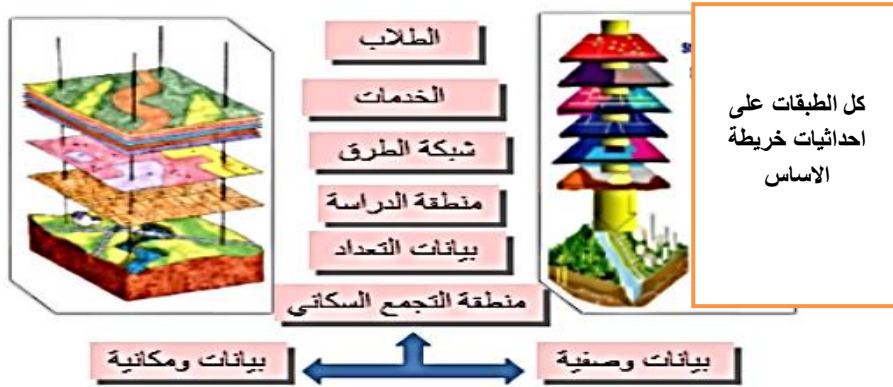 الطلاب
الخدمات
شبكة الطرق
منطقة الدراسة
بيانات التعداد
منطقة التجمع السكاني
كل الطبقات على
احداثيات خريطة
الاساس
بيانات وصفية
بيانات ومكانية